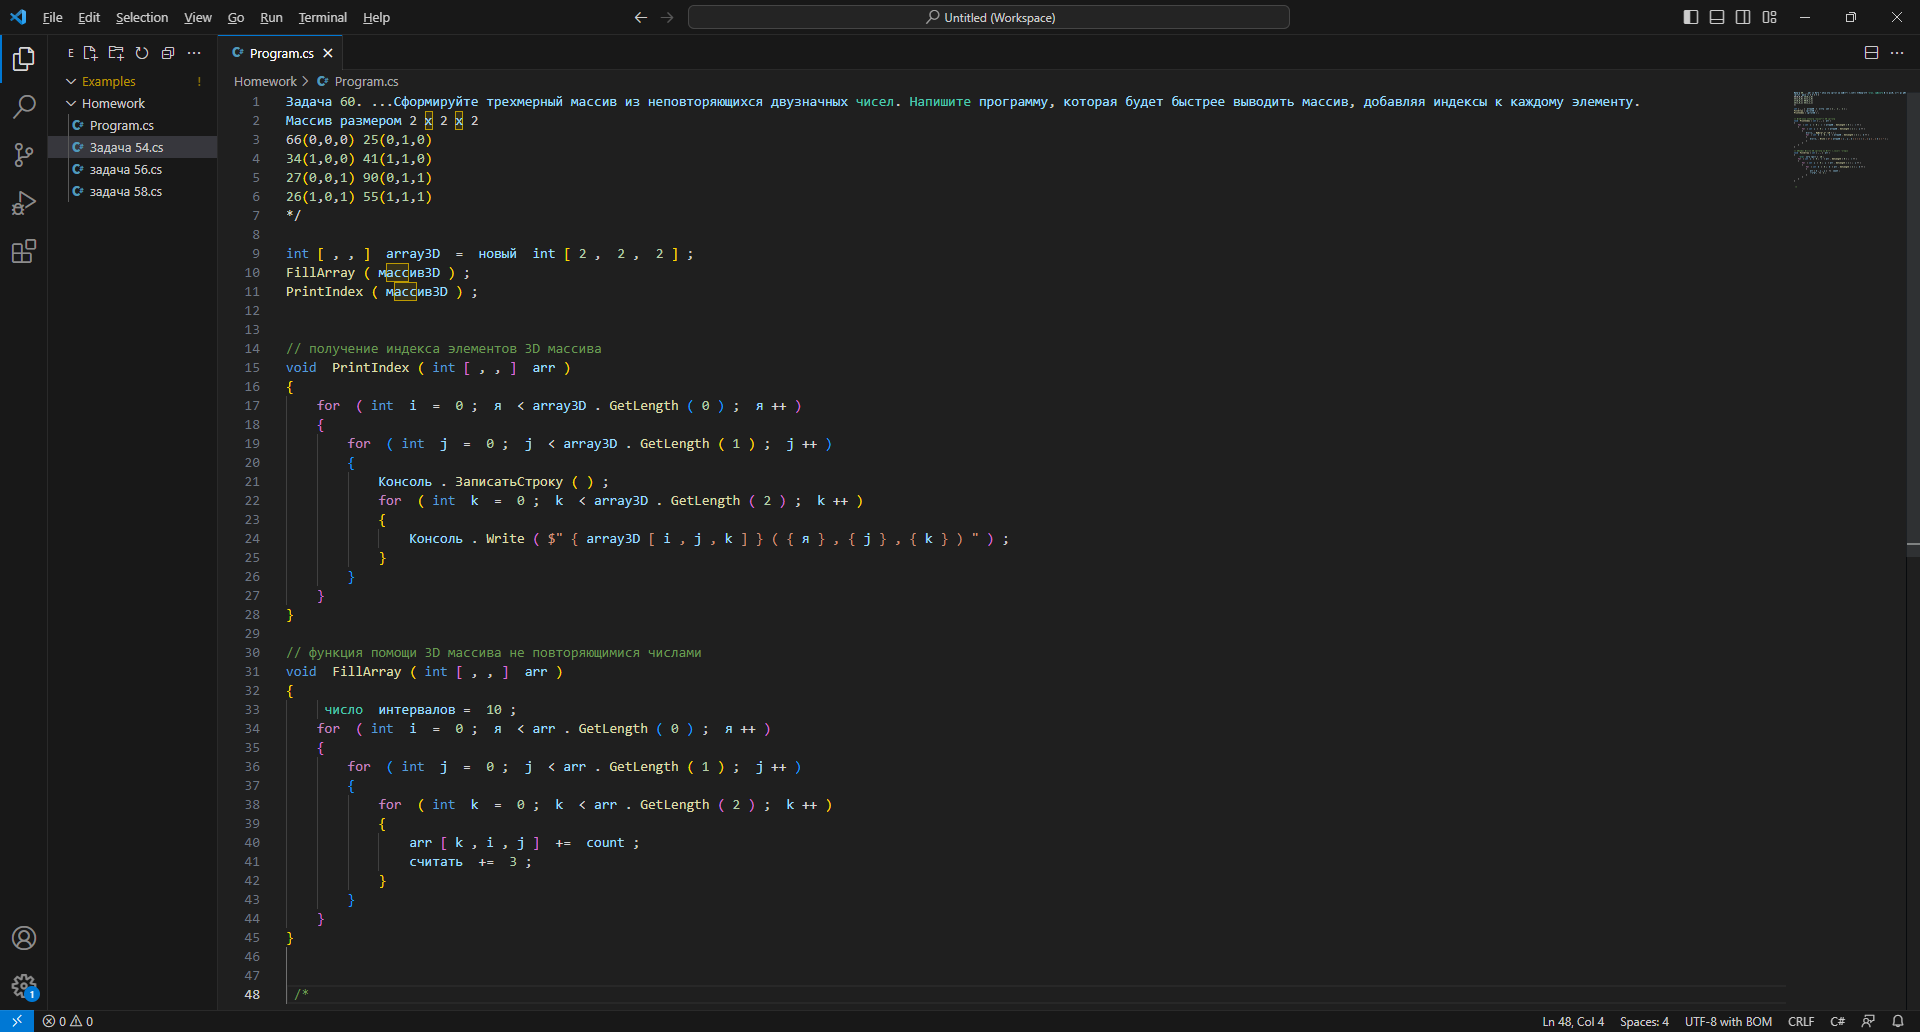 File Edit Selection View Go Run Terminal Help
Untitled (Workspace)
E
Program.cs
Examples !
Homework > Program.cs
Homework
Program.cs
Задача 54.cs
задача 56.cs
задача 58.cs
1 Задача 60. ...Сформируйте трехмерный массив из неповторяющихся двузначных чисел. Напишите программу, которая будет быстрее выводить массив, добавляя индексы к каждому элементу.
2 Массив размером 2 x 2 x 2
3 66(0,0,0) 25(0,1,0)
4 34(1,0,0) 41(1,1,0)
5 27(0,0,1) 90(0,1,1)
6 26(1,0,1) 55(1,1,1)
7 */
8
9 int [ , , ]  array3D  =  новый  int [ 2 ,  2 ,  2 ] ;
10 FillArray ( массив3D ) ;
11 PrintIndex ( массив3D ) ;
12
13
14 // получение индекса элементов 3D массива
15 void  PrintIndex ( int [ , , ]  arr )
16 {
17 for  ( int  i  =  0 ;  я  < array3D . GetLength ( 0 ) ;  я ++ )
18 {
19 for  ( int  j  =  0 ;  j  < array3D . GetLength ( 1 ) ;  j ++ )
20 {
21 Консоль . ЗаписатьСтроку ( ) ;
22 for  ( int  k  =  0 ;  k  < array3D . GetLength ( 2 ) ;  k ++ )
23 {
24 Консоль . Write ( $" { array3D [ i , j , k ] } ( { я } , { j } , { k } ) " ) ;
25 }
26 }
27 }
28 }
29
30 // функция помощи 3D массива не повторяющимися числами
31 void  FillArray ( int [ , , ]  arr )
32 {
33 число  интервалов =  10 ;
34 for  ( int  i  =  0 ;  я  < arr . GetLength ( 0 ) ;  я ++ )
35 {
36 for  ( int  j  =  0 ;  j  < arr . GetLength ( 1 ) ;  j ++ )
37 {
38 for  ( int  k  =  0 ;  k  < arr . GetLength ( 2 ) ;  k ++ )
39 {
40 arr [ k , i , j ]  +=  count ;
41 считать  +=  3 ;
42 }
43 }
44 }
45 }
46
47
48 /*
1
0 0
Ln 48, Col 4 Spaces: 4 UTF-8 with BOM CRLF C#